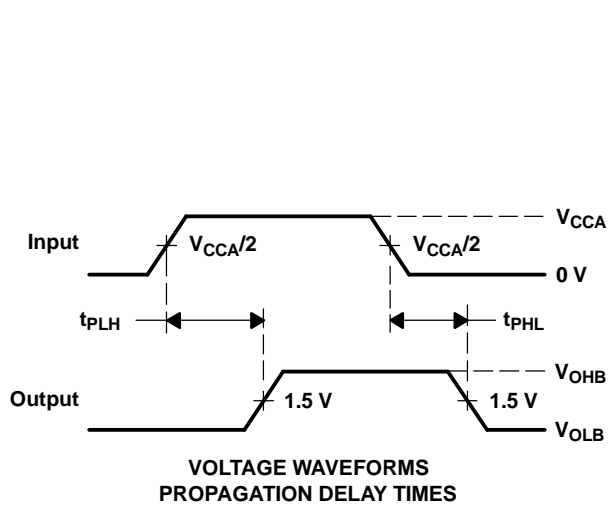 V_CCA
Input
V_CCA/2
V_CCA/2
0 V
t_PLH
t_PHL
V_OHB
Output
1.5 V
1.5 V
V_OLB
VOLTAGE WAVEFORMS
PROPAGATION DELAY TIMES